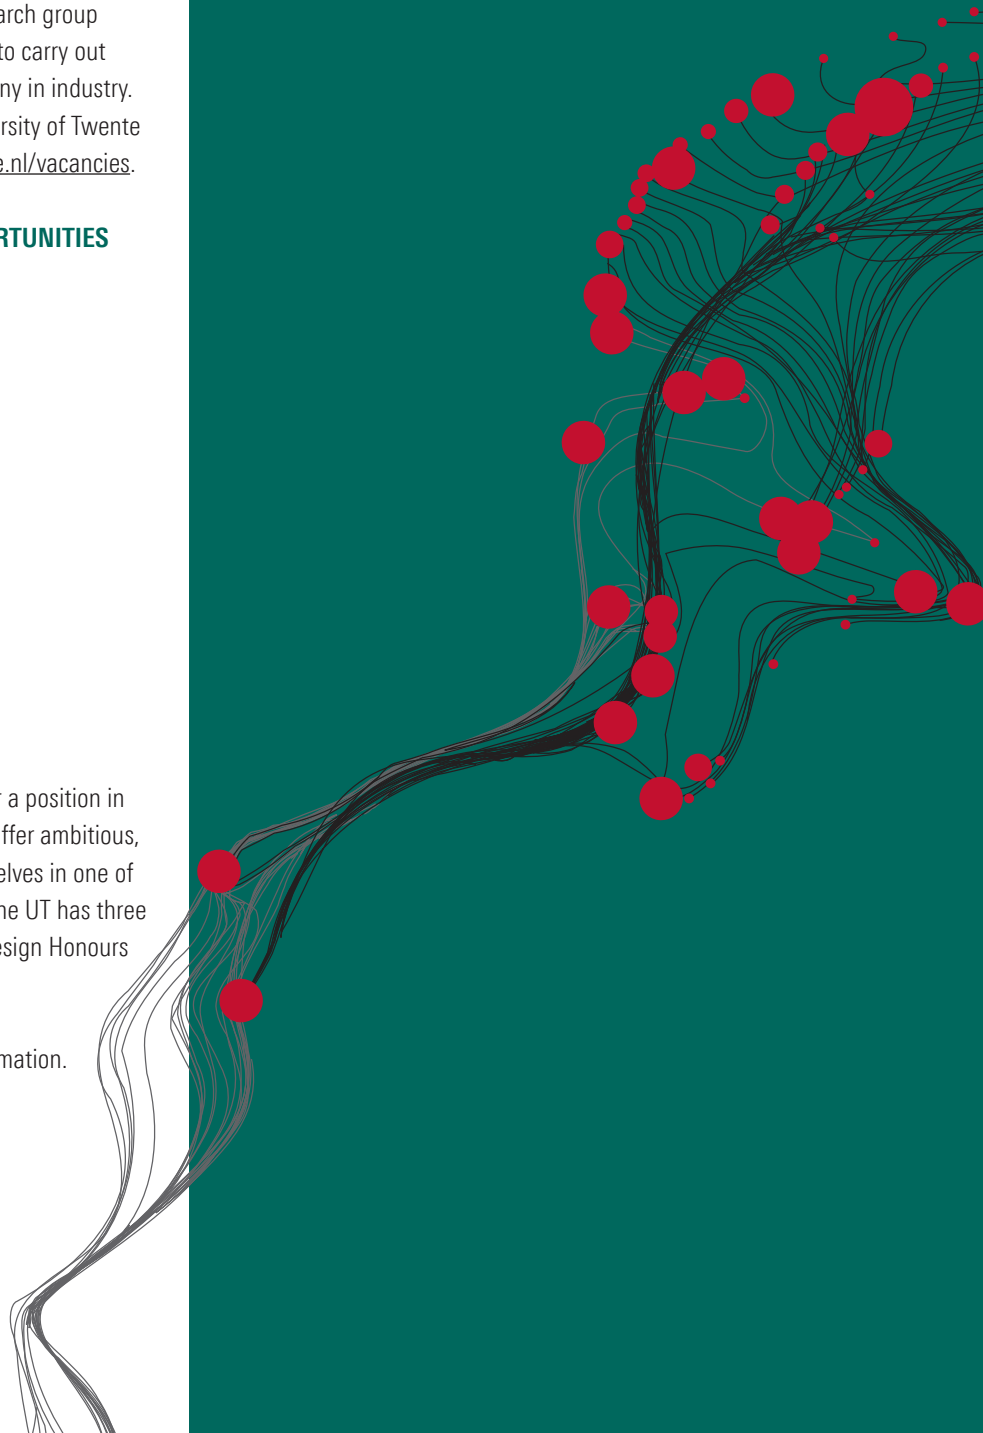 arch group
to carry out
ny in industry.
rsity of Twente
e.nl/vacancies.
RTUNITIES
a position in
ffer ambitious,
elves in one of
he UT has three
esign Honours
mation.